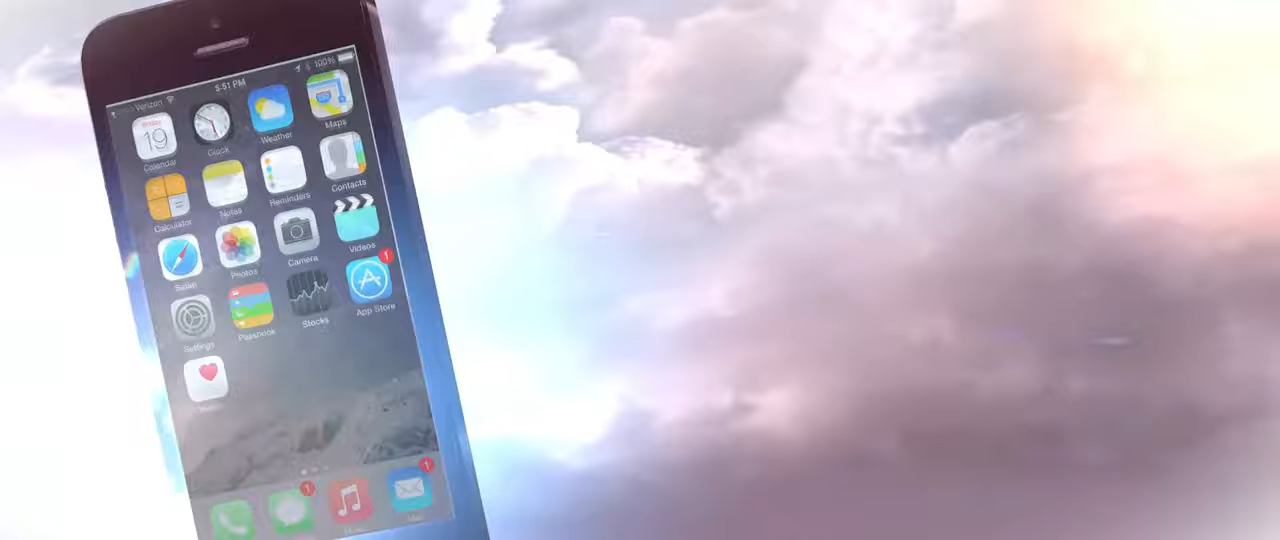 Verizon 5:51 PM 100%
19
Calendar Clock Weather Maps
Calculator Notes Reminders Contacts
Safari Photos Camera Videos
1
Settings Passbook Stocks App Store
1 1
Mail